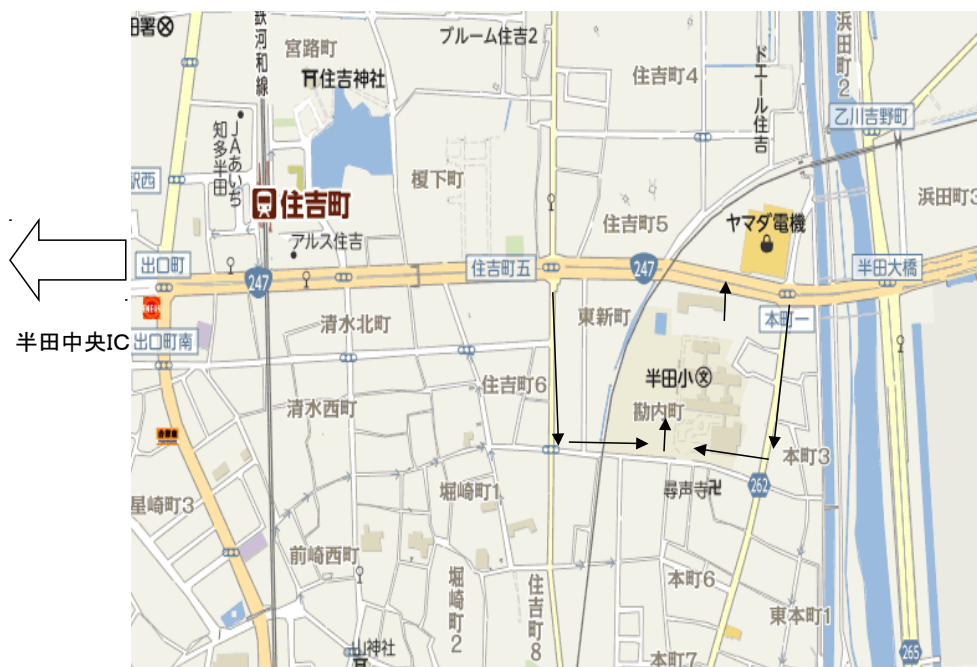 田署
鉄河和線
宮路町
住吉神社
ブルーム住吉2
住吉町4
ドエール住吉
浜田町2
乙川吉野町
JAあいち
知多半田
駅西
榎下町
住吉町
住吉町5
ヤマダ電機
浜田町3
アルス住吉
出口町
247
住吉町五
247
半田大橋
本町一
半田中央IC
出口町南
清水北町
東新町
住吉町6
半田小
勘内町
清水西町
本町3
尋声寺
262
星崎町3
堀崎町1
前崎西町
堀崎町2
住吉町8
本町6
東本町1
山神社
本町7
265